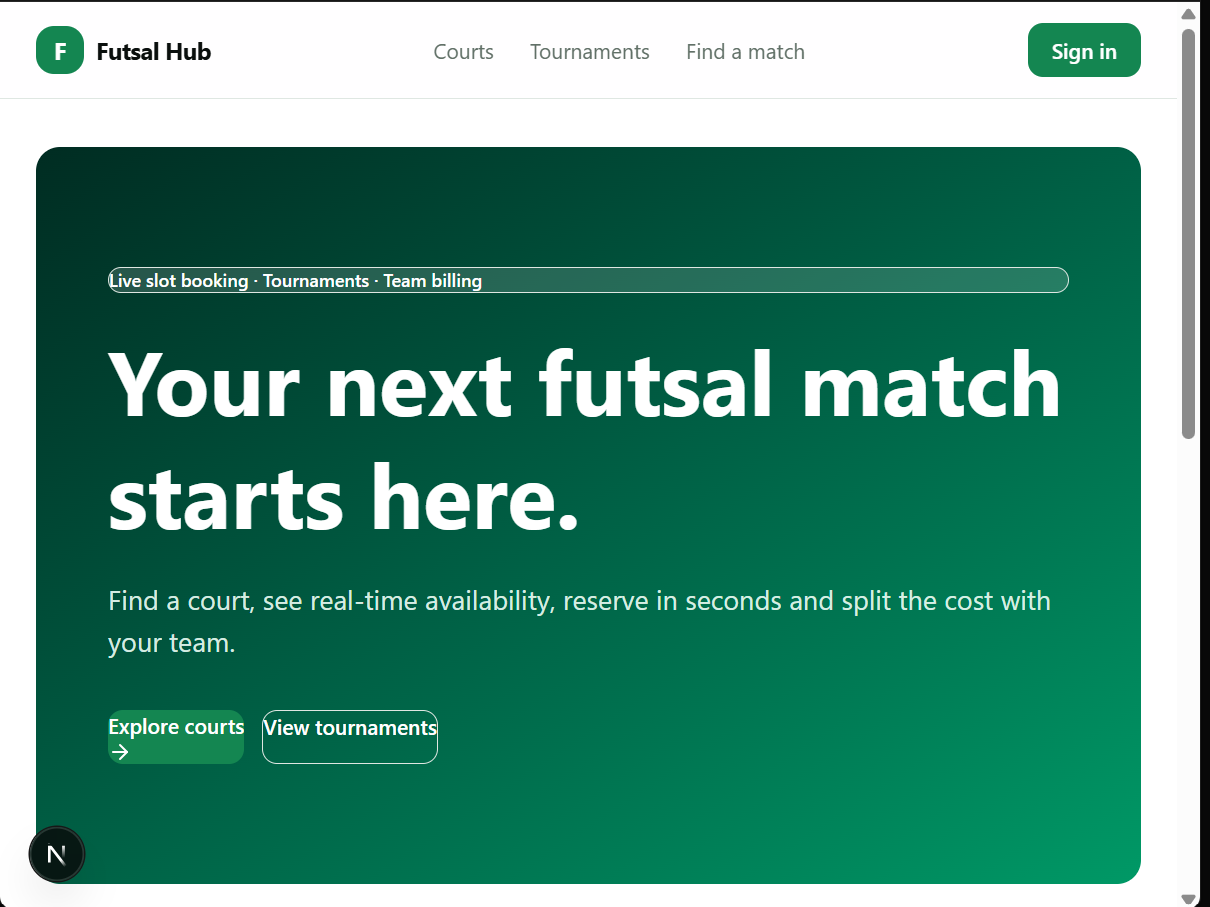 F Futsal Hub Courts Tournaments Find a match Sign in
Live slot booking · Tournaments · Team billing
Your next futsal match
starts here.
Find a court, see real-time availability, reserve in seconds and split the cost with
your team.
Explore courts
→
View tournaments
N